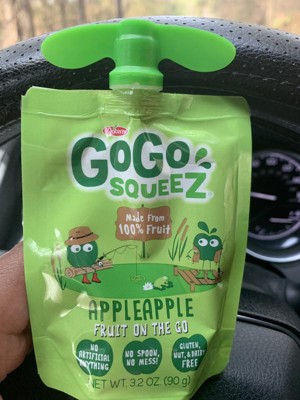 GoGo
SQUEEZ
Made From
100% Fruit
APPLEAPPLE
FRUIT ON THE GO
NO
ARTIFICIAL
ANYTHING
NO SPOON,
NO MESS!
GLUTEN,
NUT, & DAIRY
FREE
NET WT. 3.2 OZ. (90 g)